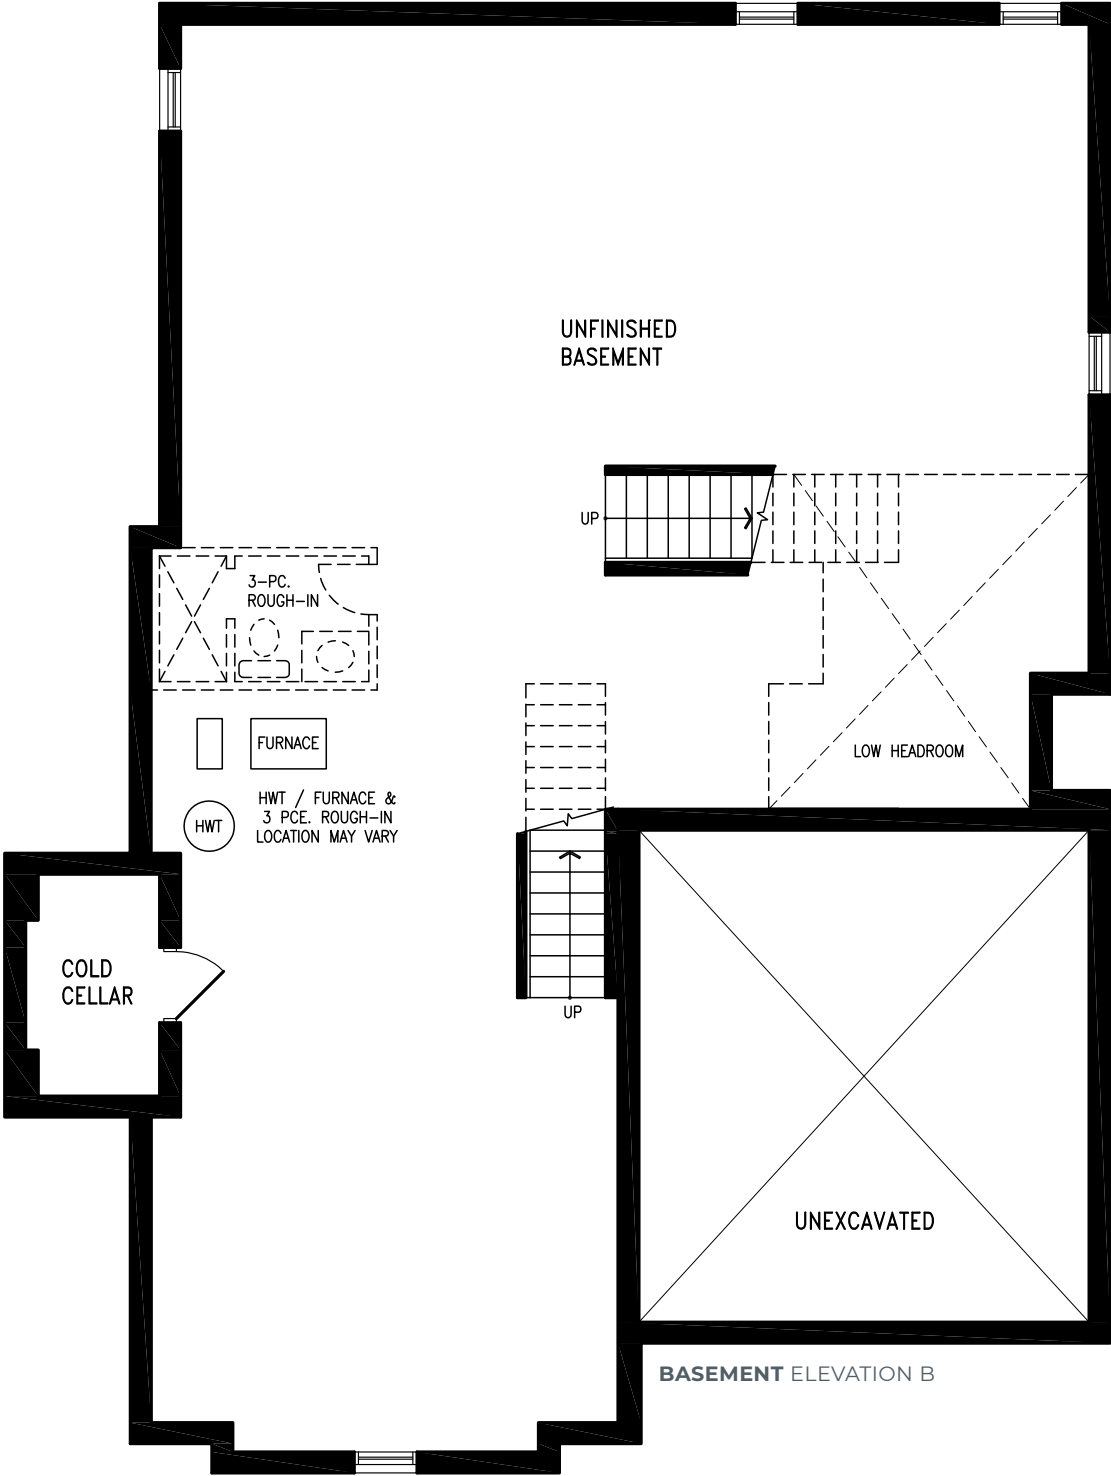 UNFINISHED
BASEMENT
UP
3-PC.
ROUGH-IN
FURNACE
LOW HEADROOM
HWT / FURNACE &
3 PCE. ROUGH-IN
LOCATION MAY VARY
HWT
COLD
CELLAR
UP
UNEXCAVATED
BASEMENT ELEVATION B